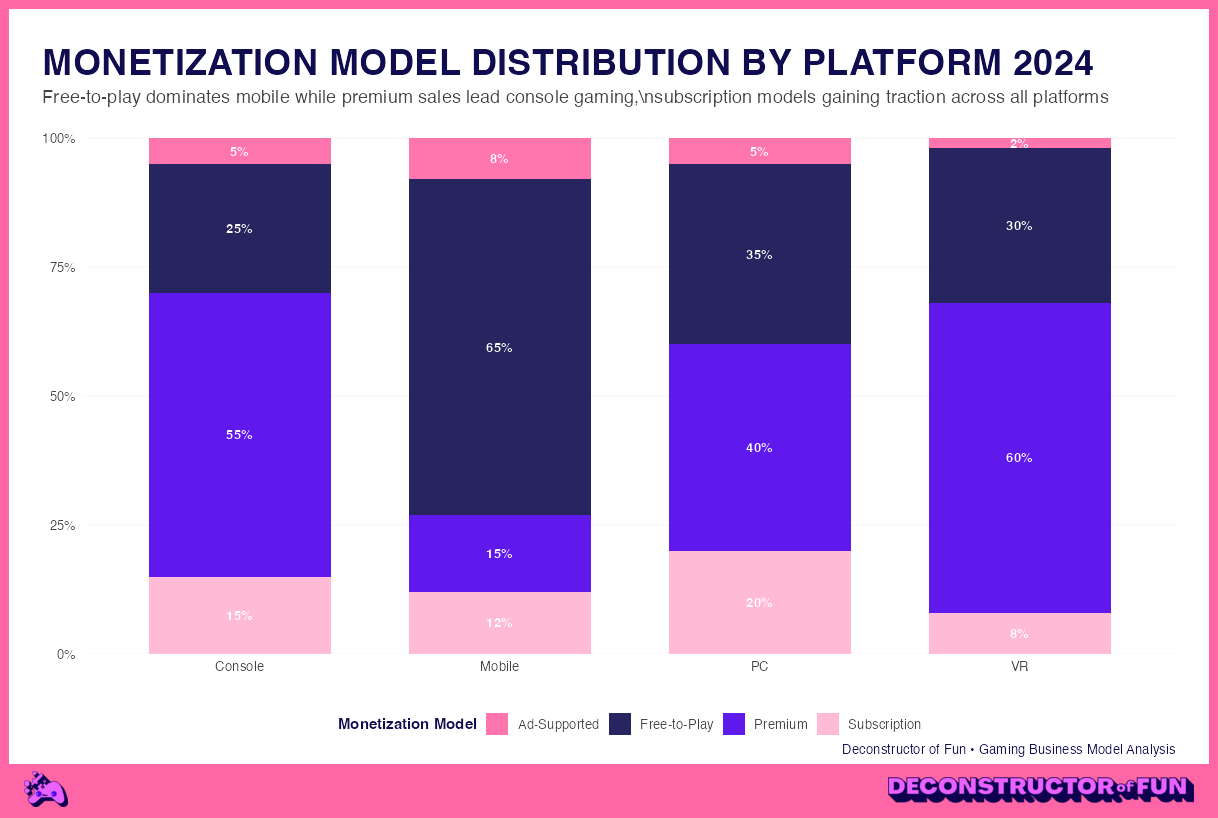 MONETIZATION MODEL DISTRIBUTION BY PLATFORM 2024
Free-to-play dominates mobile while premium sales lead console gaming,\nsubscription models gaining traction across all platforms
100%
75%
50%
25%
0%
5%
25%
55%
15%
8%
65%
15%
12%
5%
35%
40%
20%
2%
30%
60%
8%
Console
Mobile
PC
VR
Monetization Model
Ad-Supported
Free-to-Play
Premium
Subscription
Deconstructor of Fun • Gaming Business Model Analysis
DECONSTRUCTOR of FUN